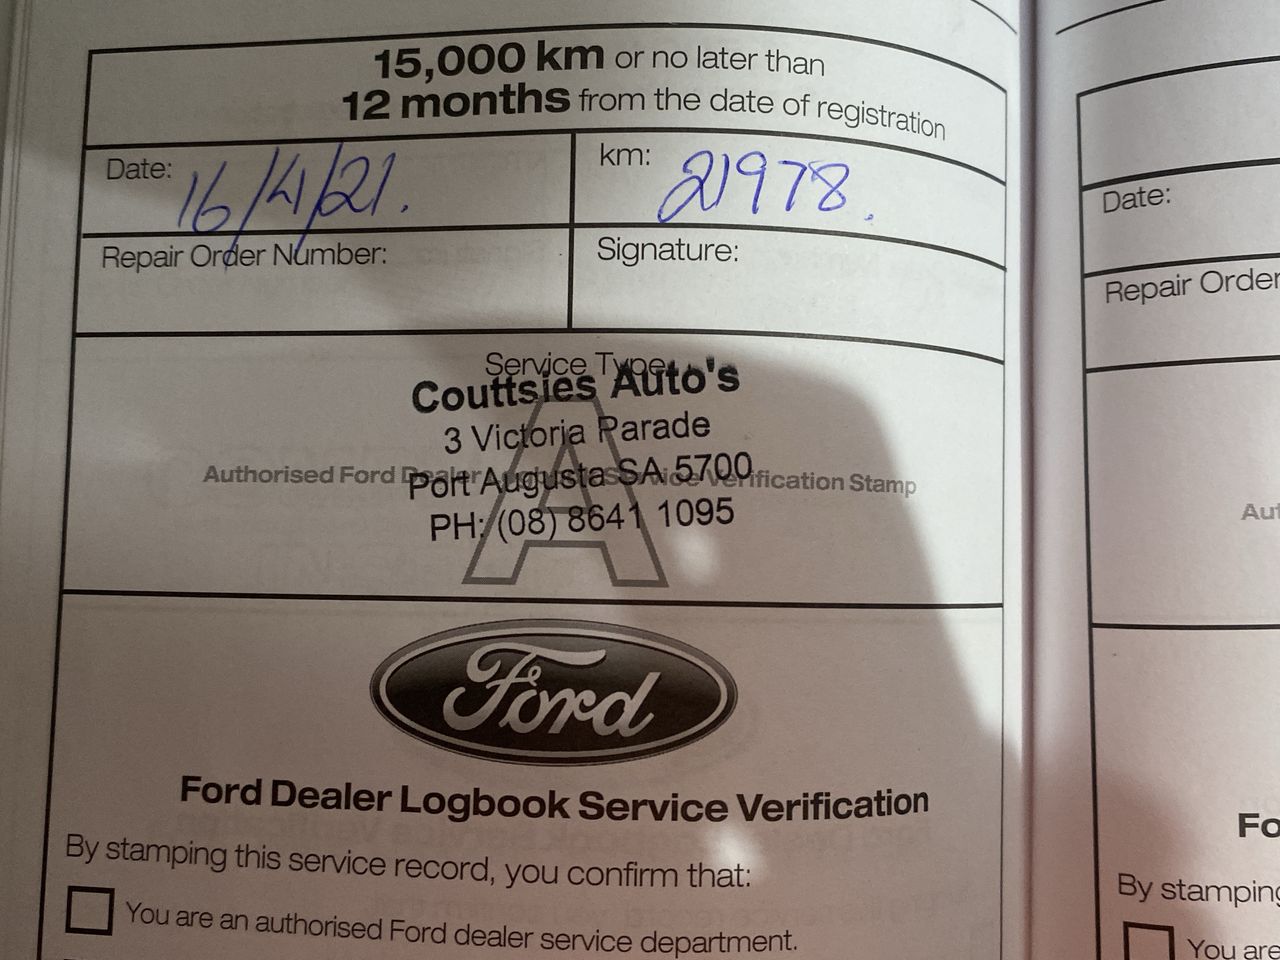 15,000 km or no later than
12 months from the date of registration
Date: 16/4/21.
km: 21978.
Repair Order Number:
Signature:
Service Type
Couttsies Auto's
3 Victoria Parade
Authorised Ford Dealer Service Verification Stamp
Port Augusta SA 5700
PH: (08) 8641 1095
A
Ford
Ford Dealer Logbook Service Verification
By stamping this service record, you confirm that:
You are an authorised Ford dealer service department.
Date:
Repair Order
Aut
Fo
By stamping
You are